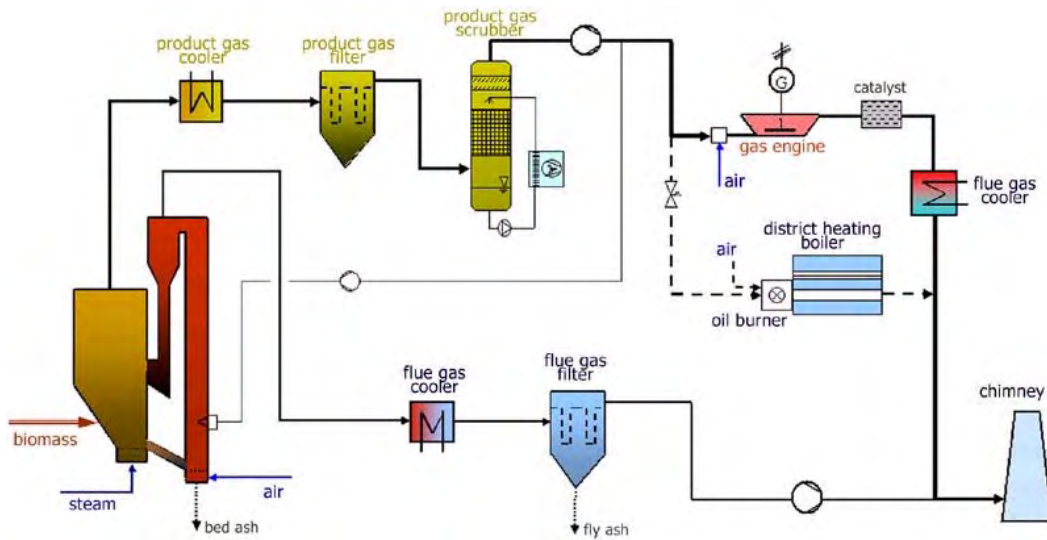 product gas
scrubber
product gas
cooler
product gas
filter
G
catalyst
1
gas engine
air
flue gas
cooler
district heating
boiler
air
oil burner
flue gas
cooler
flue gas
filter
chimney
biomass
steam
air
bed ash
fly ash